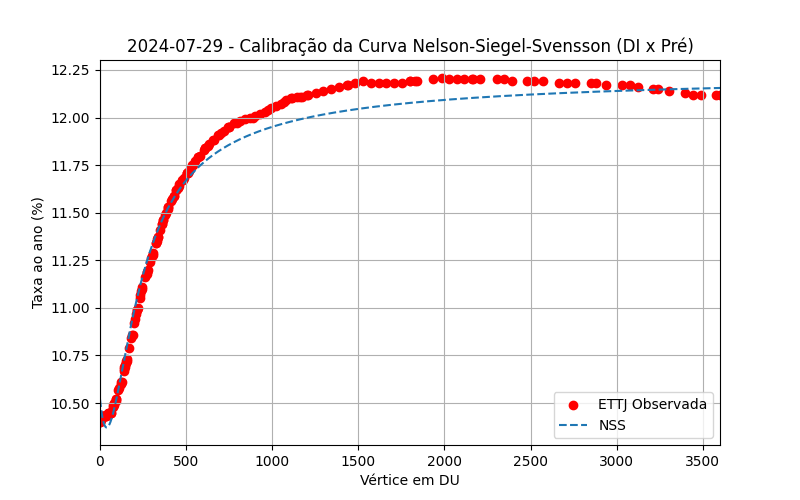 2024-07-29 - Calibração da Curva Nelson-Siegel-Svensson (DI x Pré)
Taxa ao ano (%)
12.25
12.00
11.75
11.50
11.25
11.00
10.75
10.50
0 500 1000 1500 2000 2500 3000 3500
Vértice em DU
ETTJ Observada
NSS